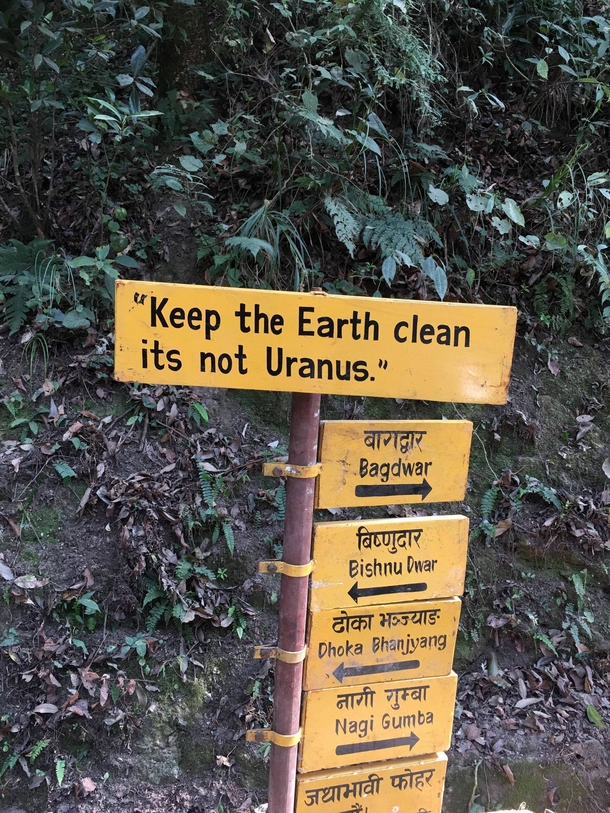 "Keep the Earth clean
its not Uranus."
बागद्वार
Bagdwar
बिष्णुद्वार
Bishnu Dwar
ढोका भञ्ज्याङ
Dhoka Bhanjyang
नागी गुम्बा
Nagi Gumba
जथाभावी फोहर